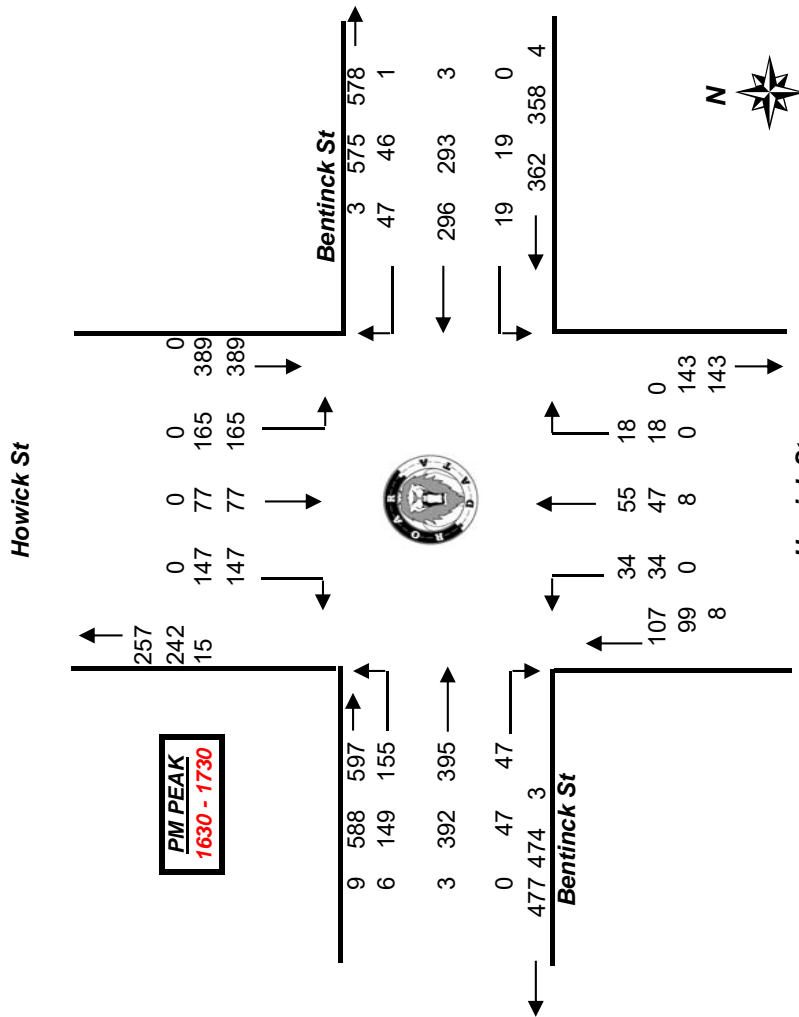 Howick St
PM PEAK
1630 - 1730
Bentinck St
257
242
15
0 0 0 0
147 77 165 389
147 77 165 389
3 575 578
47 46 1
296 293 3
19 19 0
362 358 4
9 588 597
6 149 155
3 392 395
0 47 47
477 474 3
Bentinck St
ROAR DATA
107
99
8
34 55 18
34 47 18
0 8 0
0
143
143
N